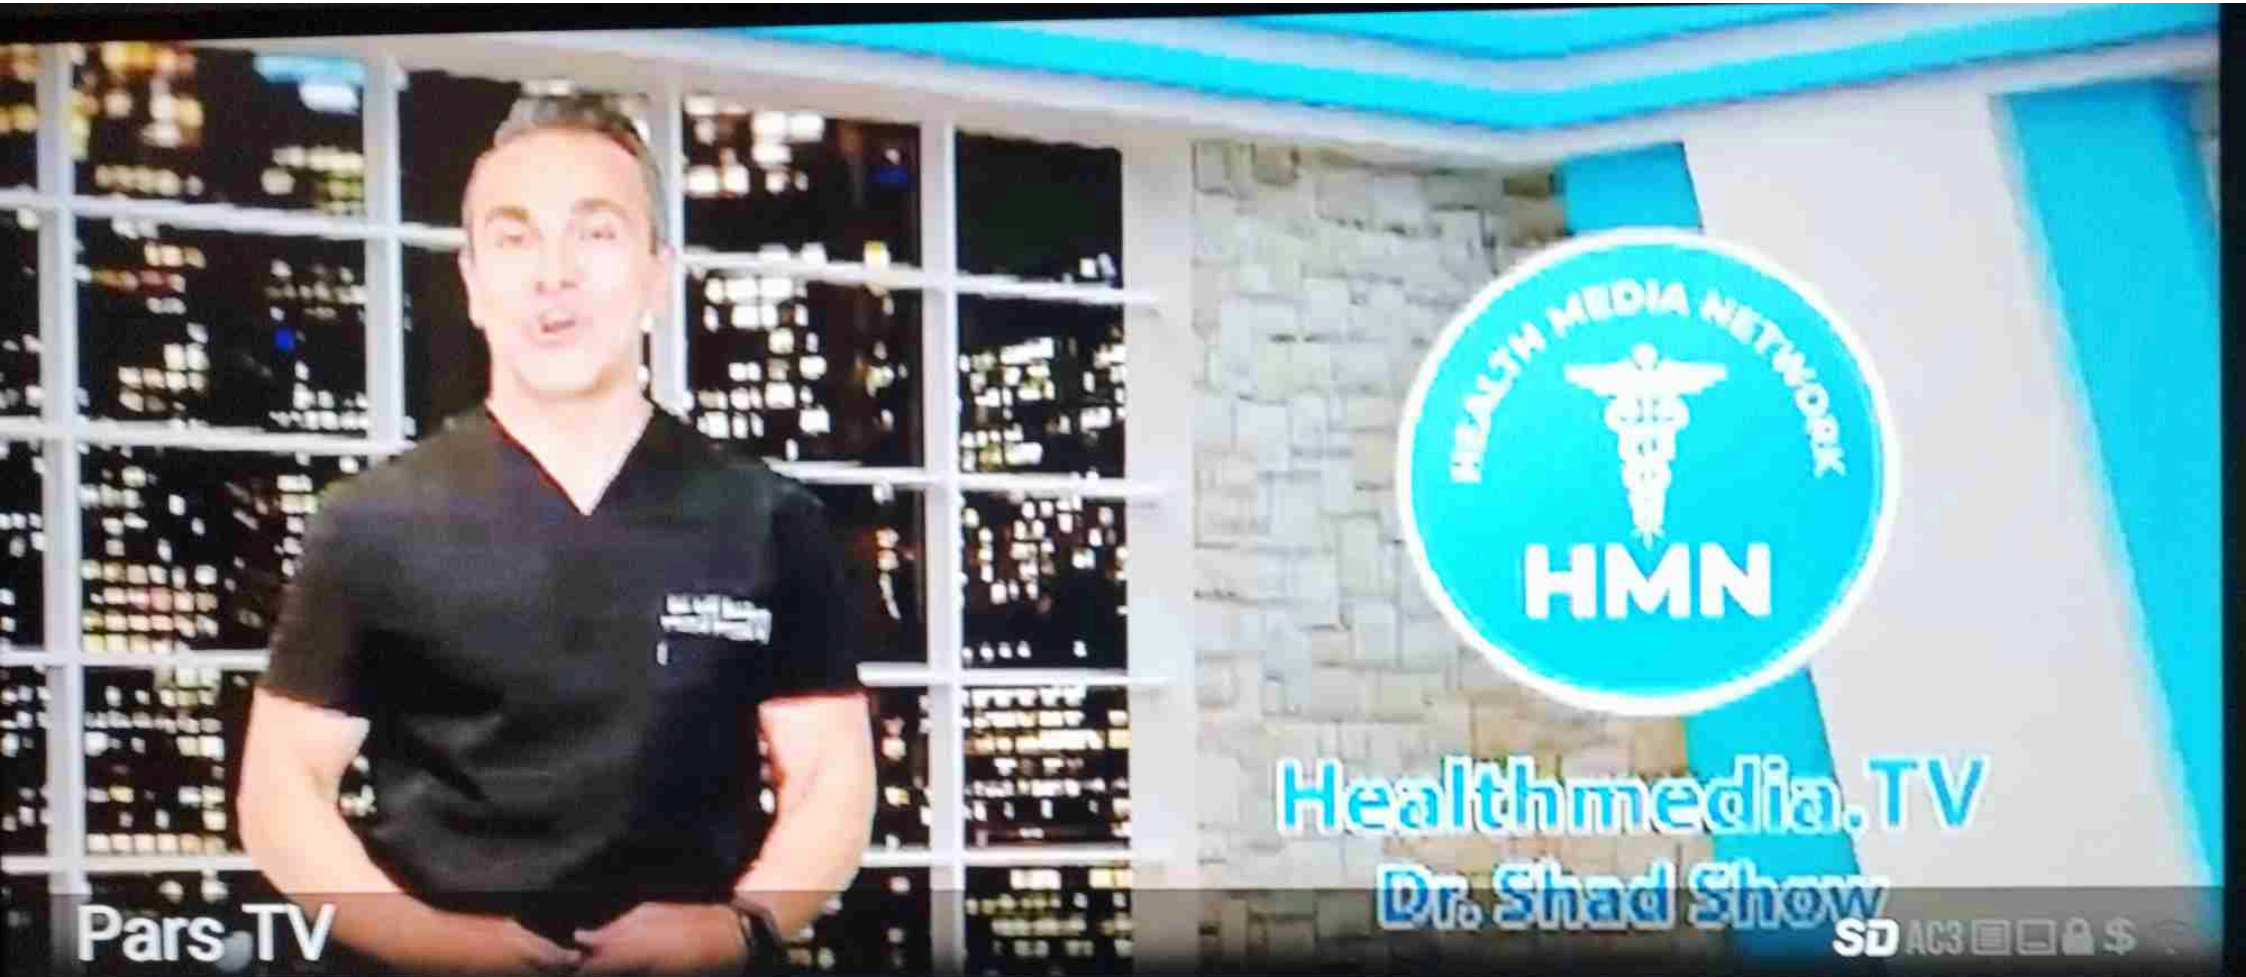 HEALTH MEDIA NETWORK
HMN
Healthmedia.TV
Dr. Shad Show
Pars TV
SD AC3 $